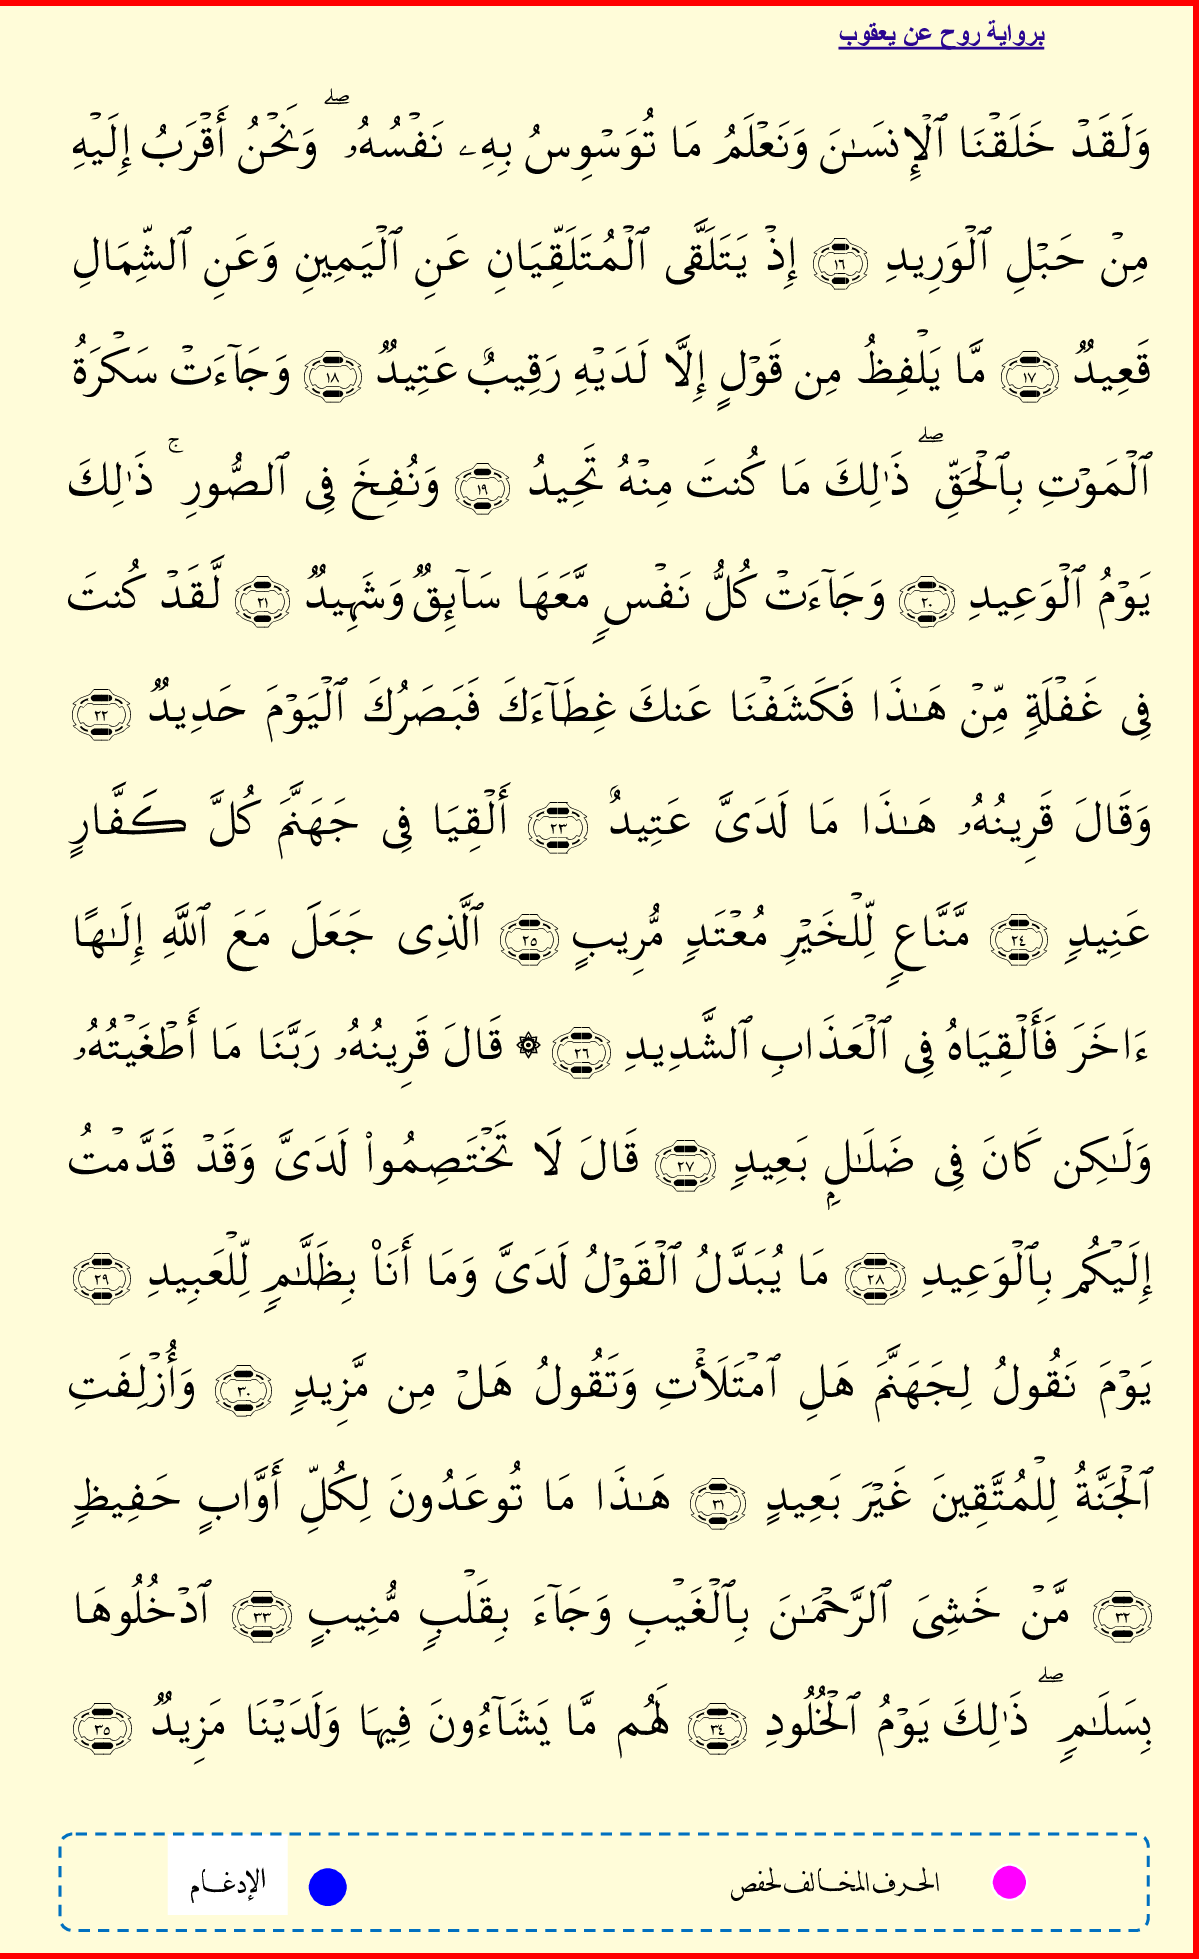 برواية روح عن يعقوب
وَلَقَدۡ خَلَقۡنَا ٱلۡإِنسَـٰنَ وَنَعۡلَمُ مَا تُوَسۡوِسُ بِهِۦ نَفۡسُهُۥۖ وَنَحۡنُ أَقۡرَبُ إِلَيۡهِ
مِنۡ حَبۡلِ ٱلۡوَرِيدِ ١٦ إِذۡ يَتَلَقَّى ٱلۡمُتَلَقِّيَانِ عَنِ ٱلۡيَمِينِ وَعَنِ ٱلشِّمَالِ
قَعِيدٞ ١٧ مَّا يَلۡفِظُ مِن قَوۡلٍ إِلَّا لَدَيۡهِ رَقِيبٌ عَتِيدٞ ١٨ وَجَآءَتۡ سَكۡرَةُ
ٱلۡمَوۡتِ بِٱلۡحَقِّۖ ذَٰلِكَ مَا كُنتَ مِنۡهُ تَحِيدُ ١٩ وَنُفِخَ فِى ٱلصُّورِۚ ذَٰلِكَ
يَوۡمُ ٱلۡوَعِيدِ ٢٠ وَجَآءَتۡ كُلُّ نَفۡسٖ مَّعَهَا سَآئِقٞ وَشَهِيدٞ ٢١ لَّقَدۡ كُنتَ
فِى غَفۡلَةٖ مِّنۡ هَـٰذَا فَكَشَفۡنَا عَنكَ غِطَآءَكَ فَبَصَرُكَ ٱلۡيَوۡمَ حَدِيدٞ ٢٢
وَقَالَ قَرِينُهُۥ هَـٰذَا مَا لَدَىَّ عَتِيدٌ ٢٣ أَلۡقِيَا فِى جَهَنَّمَ كُلَّ كَفَّارٍ
عَنِيدٖ ٢٤ مَّنَّاعٖ لِّلۡخَيۡرِ مُعۡتَدٖ مُّرِيبٍ ٢٥ ٱلَّذِى جَعَلَ مَعَ ٱللَّهِ إِلَـٰهًا
ءَاخَرَ فَأَلۡقِيَاهُ فِى ٱلۡعَذَابِ ٱلشَّدِيدِ ٢٦ ۞ قَالَ قَرِينُهُۥ رَبَّنَا مَا أَطۡغَيۡتُهُۥ
وَلَـٰكِن كَانَ فِى ضَلَـٰلِۭ بَعِيدٖ ٢٧ قَالَ لَا تَخۡتَصِمُواْ لَدَىَّ وَقَدۡ قَدَّمۡتُ
إِلَيۡكُم بِٱلۡوَعِيدِ ٢٨ مَا يُبَدَّلُ ٱلۡقَوۡلُ لَدَىَّ وَمَا أَنَا۠ بِظَلَّـٰمٖ لِّلۡعَبِيدِ ٢٩
يَوۡمَ نَقُولُ لِجَهَنَّمَ هَلِ ٱمۡتَلَأۡتِ وَتَقُولُ هَلۡ مِن مَّزِيدٖ ٣٠ وَأُزۡلِفَتِ
ٱلۡجَنَّةُ لِلۡمُتَّقِينَ غَيۡرَ بَعِيدٍ ٣١ هَـٰذَا مَا تُوعَدُونَ لِكُلِّ أَوَّابٍ حَفِيظٖ
٣٢ مَّنۡ خَشِىَ ٱلرَّحۡمَـٰنَ بِٱلۡغَيۡبِ وَجَآءَ بِقَلۡبٖ مُّنِيبٍ ٣٣ ٱدۡخُلُوهَا
بِسَلَـٰمٖۖ ذَٰلِكَ يَوۡمُ ٱلۡخُلُودِ ٣٤ لَهُم مَّا يَشَآءُونَ فِيهَا وَلَدَيۡنَا مَزِيدٞ ٣٥
الحرف المخالف لحفص الإدغام